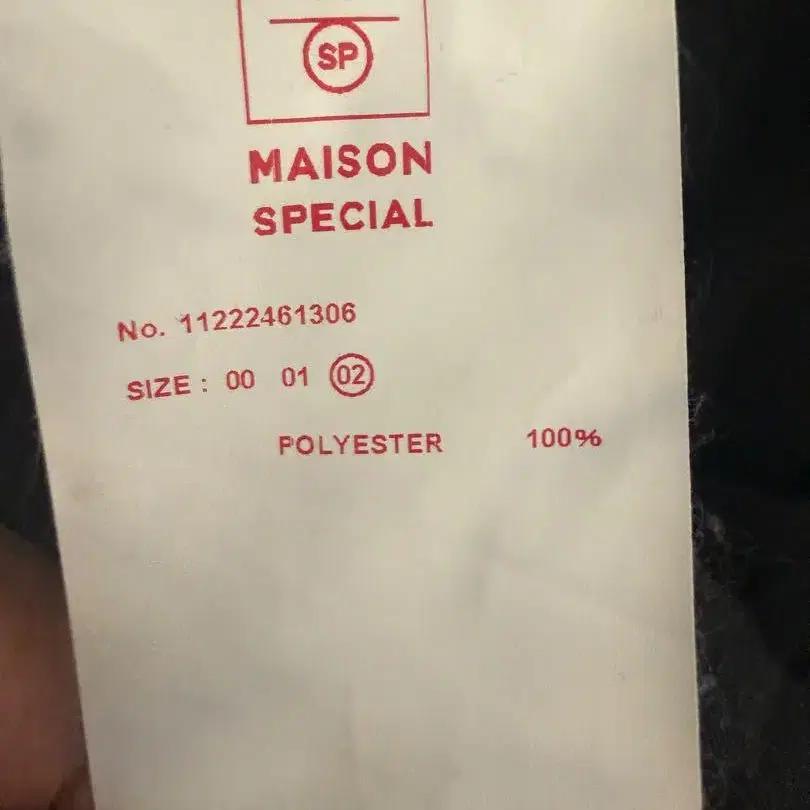 SP
MAISON
SPECIAL
No. 11222461306
SIZE : 00 01 02
POLYESTER 100%